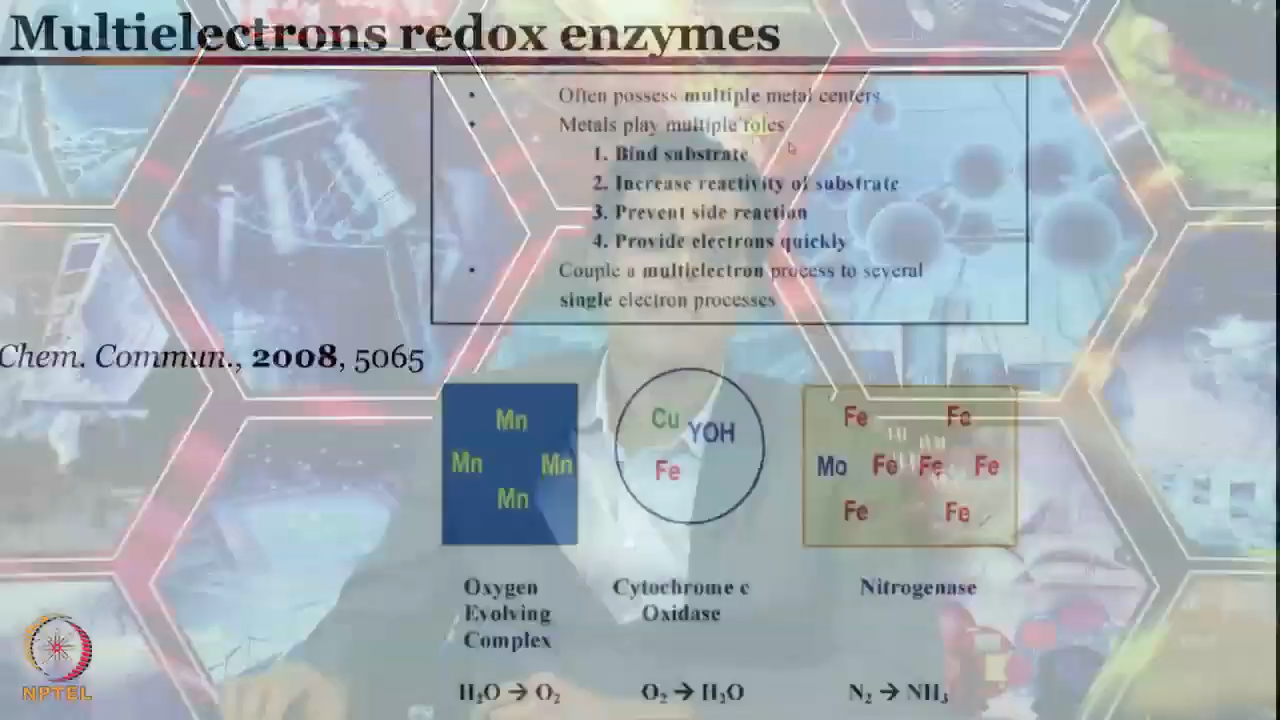 Multielectrons redox enzymes
• Often possess multiple metal centers
• Metals play multiple roles
1. Bind substrate
2. Increase reactivity of substrate
3. Prevent side reaction
4. Provide electrons quickly
• Couple a multielectron process to several
single electron processes
Chem. Commun., 2008, 5065
Mn
Mn Mn
Mn
Cu YOH
Fe
Fe Fe
Mo Fe Fe Fe
Fe Fe
Oxygen
Evolving
Complex
Cytochrome c
Oxidase
Nitrogenase
H₂O → O₂
O₂ → H₂O
N₂ → NH₃
NPTEL